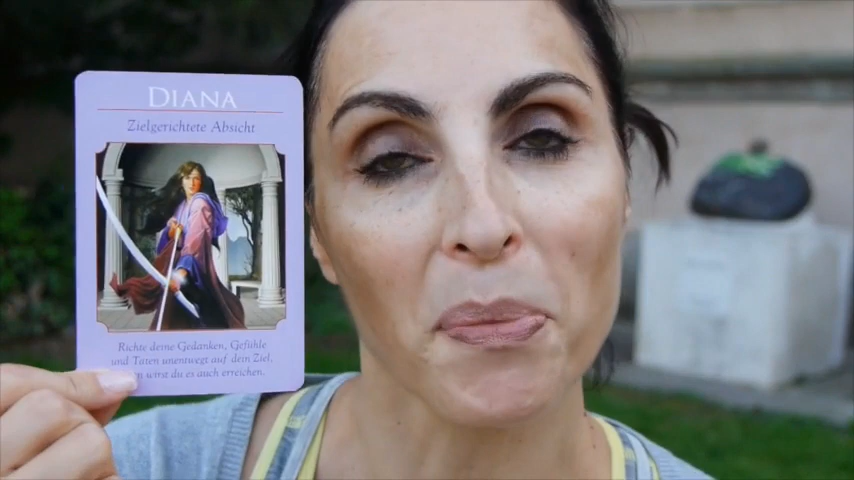 DIANA
Zielgerichtete Absicht
Richte deine Gedanken, Gefühle
und Taten unentwegt auf dein Ziel,
wirst du es auch erreichen.